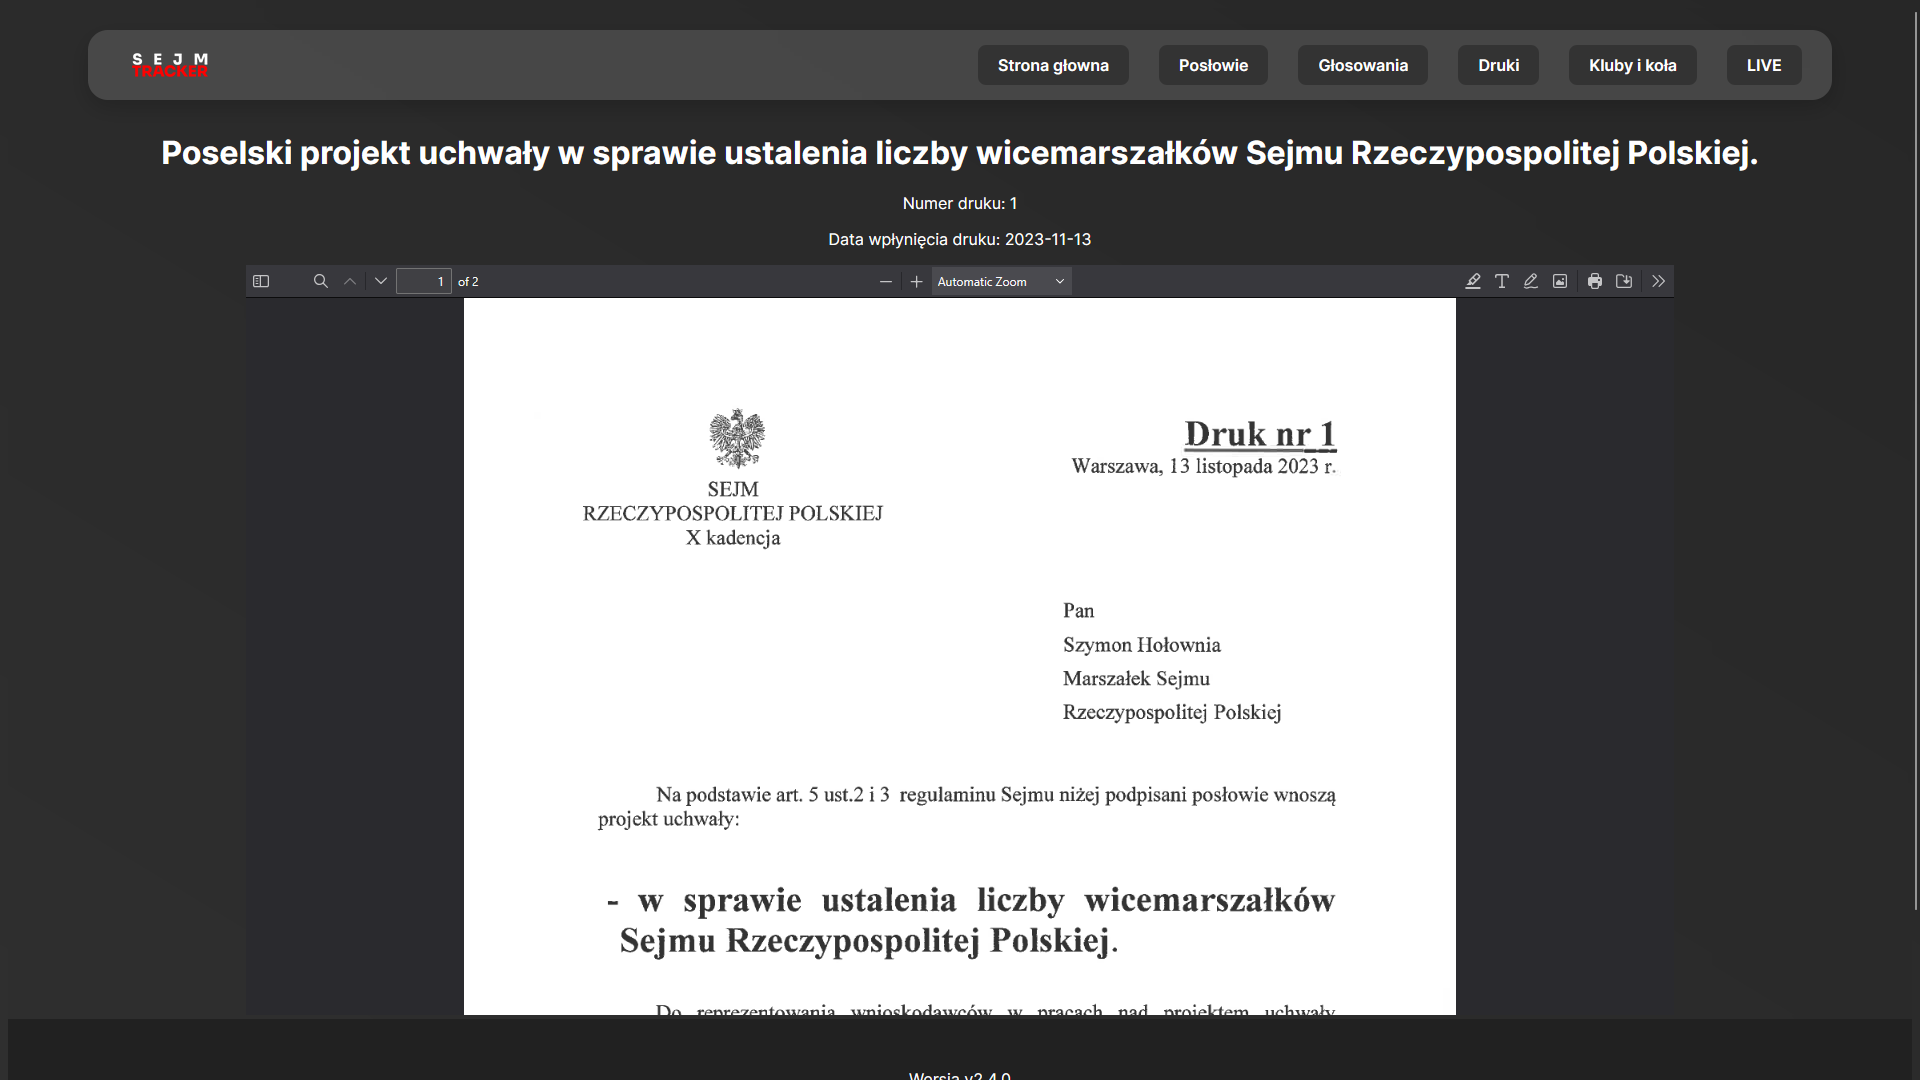 S E J M
TRACKER
Strona głowna
Posłowie
Głosowania
Druki
Kluby i koła
LIVE
Poselski projekt uchwały w sprawie ustalenia liczby wicemarszałków Sejmu Rzeczypospolitej Polskiej.
Numer druku: 1
Data wpłynięcia druku: 2023-11-13
1 of 2
Automatic Zoom
Druk nr 1
Warszawa, 13 listopada 2023 r.
SEJM
RZECZYPOSPOLITEJ POLSKIEJ
X kadencja
Pan
Szymon Hołownia
Marszałek Sejmu
Rzeczypospolitej Polskiej
Na podstawie art. 5 ust.2 i 3 regulaminu Sejmu niżej podpisani posłowie wnoszą
projekt uchwały:
- w sprawie ustalenia liczby wicemarszałków
Sejmu Rzeczypospolitej Polskiej.
Do reprezentowania wnioskodawców w pracach nad projektem uchwały
Wersja v2.4.0